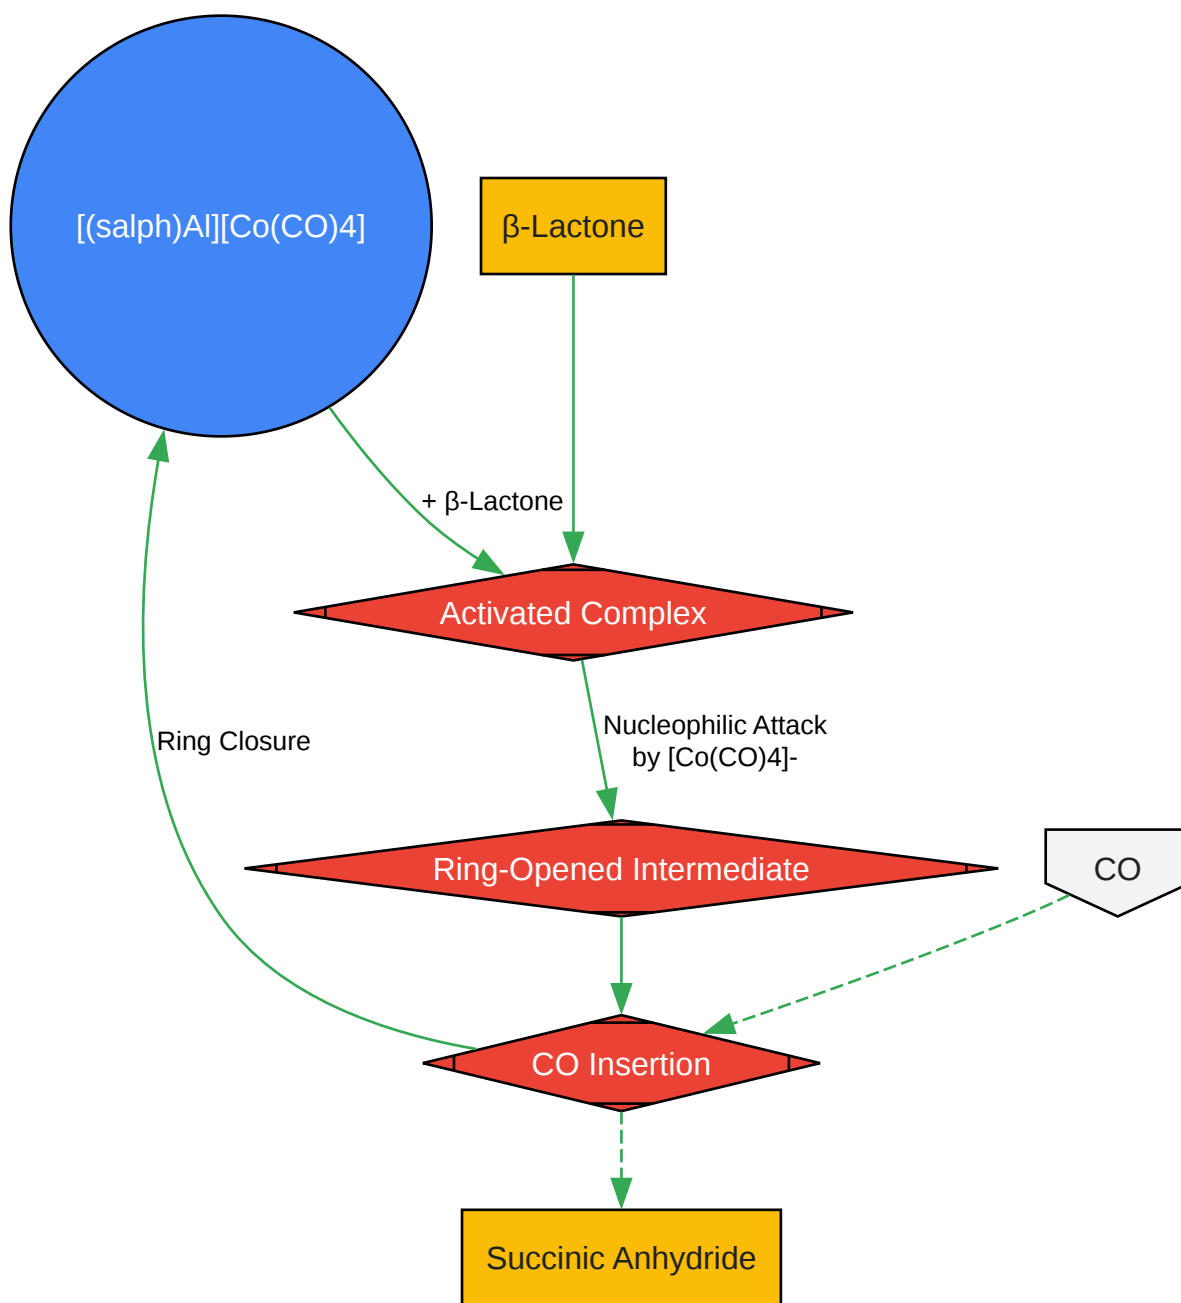 [(salph)Al][Co(CO)4]
β-Lactone
+ β-Lactone
Activated Complex
Nucleophilic Attack
by [Co(CO)4]-
Ring Closure
Ring-Opened Intermediate
CO
CO Insertion
Succinic Anhydride